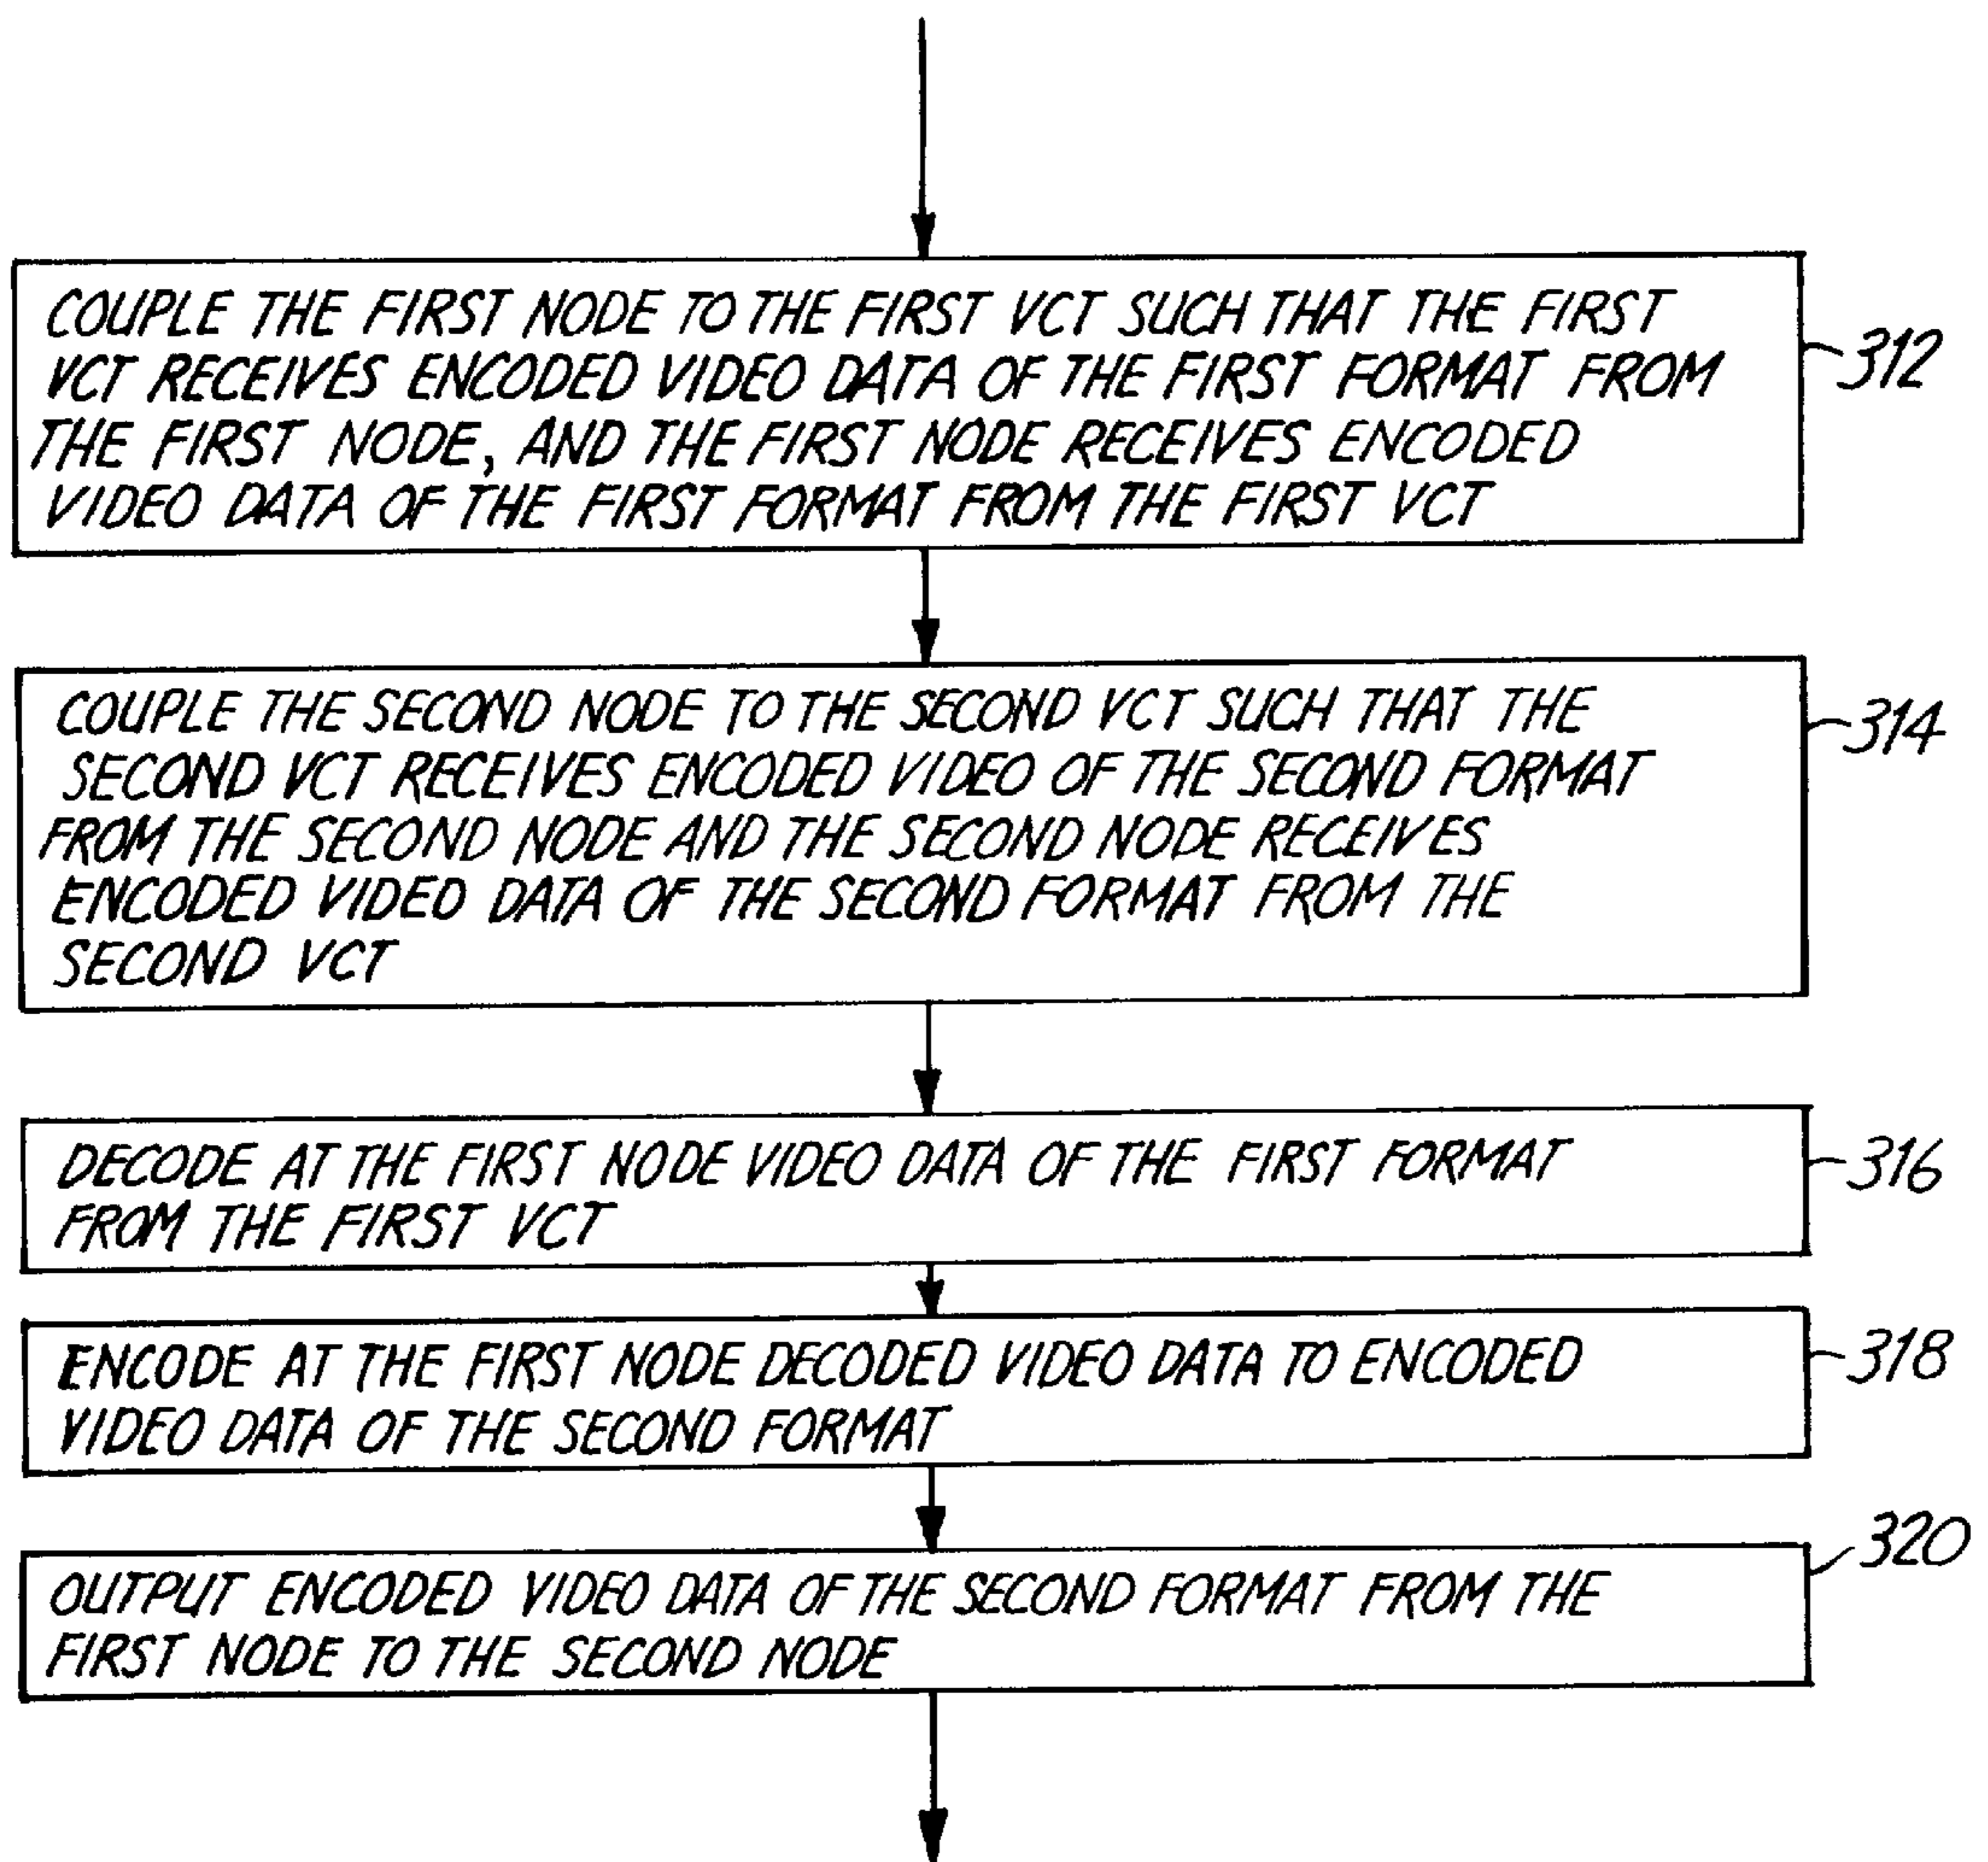 COUPLE THE FIRST NODE TO THE FIRST VCT SUCH THAT THE FIRST
VCT RECEIVES ENCODED VIDEO DATA OF THE FIRST FORMAT FROM
THE FIRST NODE, AND THE FIRST NODE RECEIVES ENCODED
VIDEO DATA OF THE FIRST FORMAT FROM THE FIRST VCT
312
COUPLE THE SECOND NODE TO THE SECOND VCT SUCH THAT THE
SECOND VCT RECEIVES ENCODED VIDEO OF THE SECOND FORMAT
FROM THE SECOND NODE AND THE SECOND NODE RECEIVES
ENCODED VIDEO DATA OF THE SECOND FORMAT FROM THE
SECOND VCT
314
DECODE AT THE FIRST NODE VIDEO DATA OF THE FIRST FORMAT
FROM THE FIRST VCT
316
ENCODE AT THE FIRST NODE DECODED VIDEO DATA TO ENCODED
VIDEO DATA OF THE SECOND FORMAT
318
OUTPUT ENCODED VIDEO DATA OF THE SECOND FORMAT FROM THE
FIRST NODE TO THE SECOND NODE
320